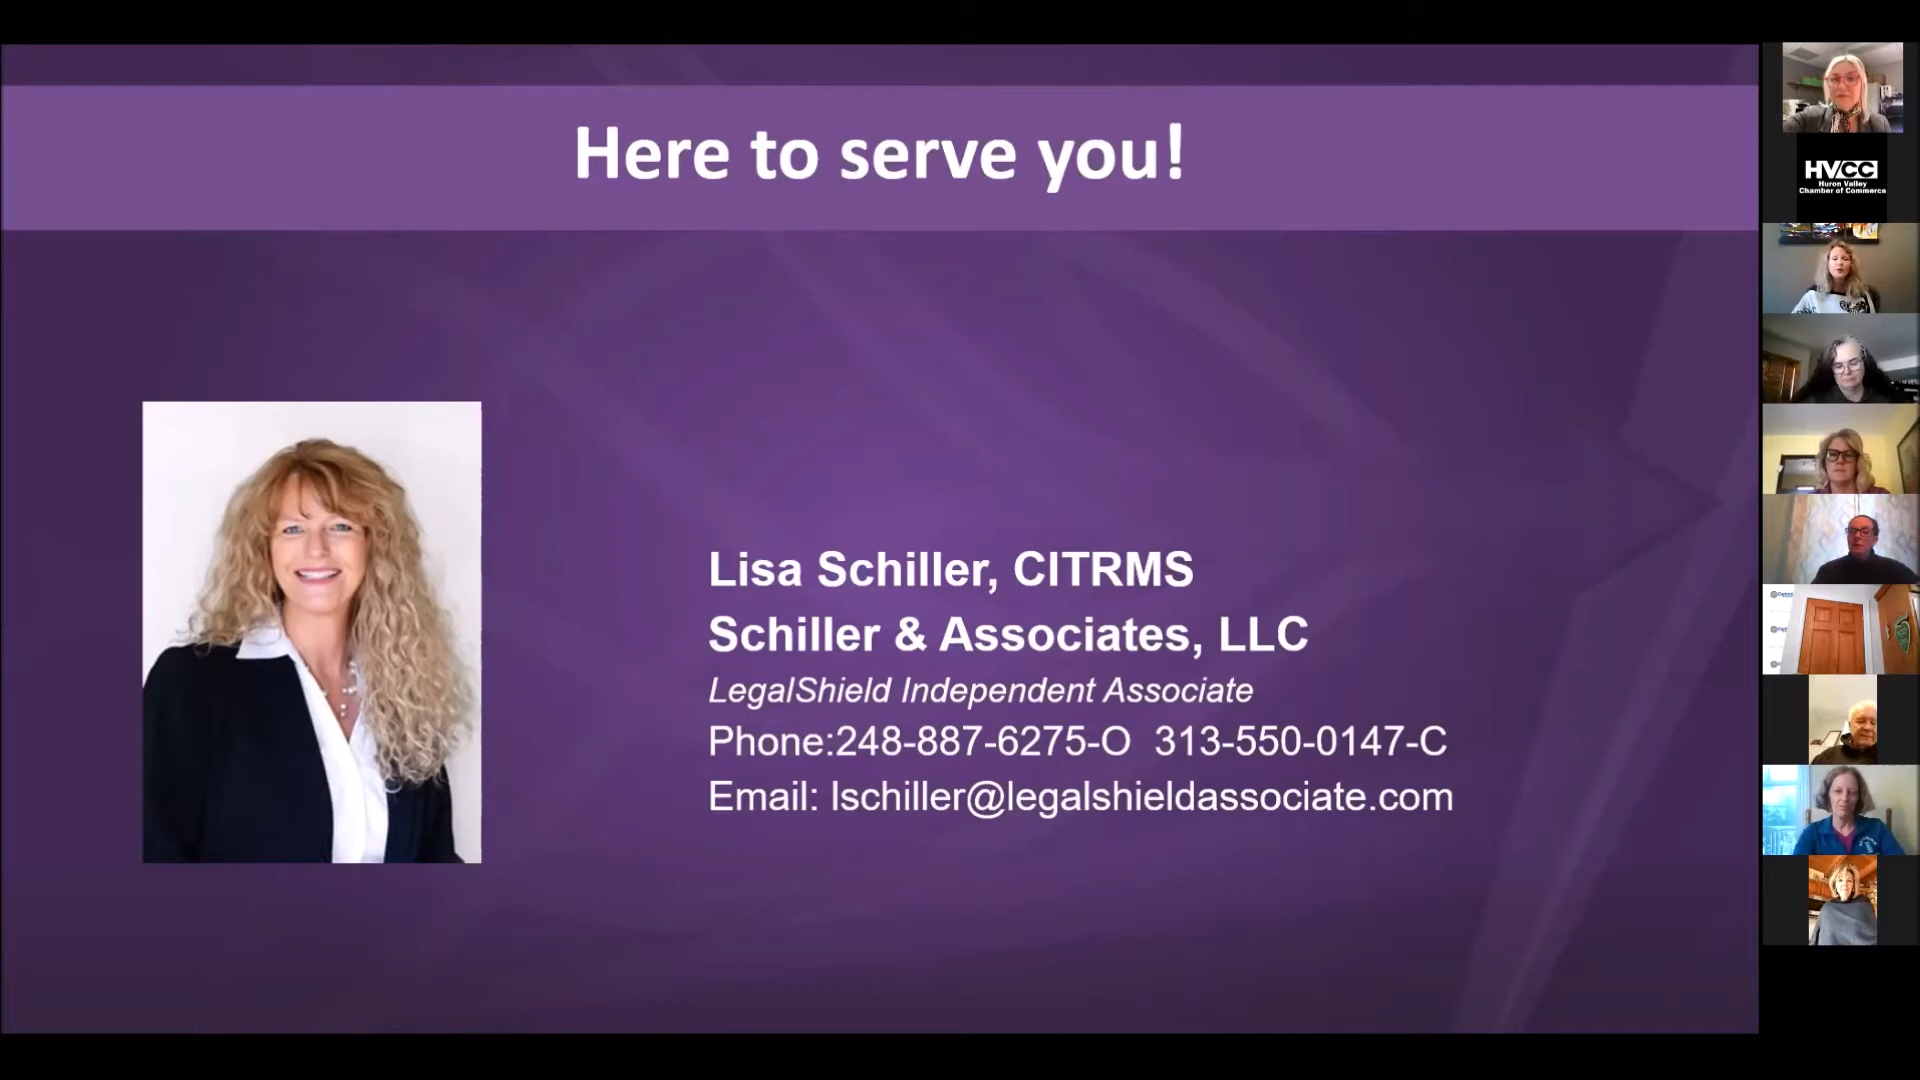 Here to serve you!
Lisa Schiller, CITRMS
Schiller & Associates, LLC
LegalShield Independent Associate
Phone:248-887-6275-O  313-550-0147-C
Email: lschiller@legalshieldassociate.com
HVCC
Huron Valley
Chamber of Commerce